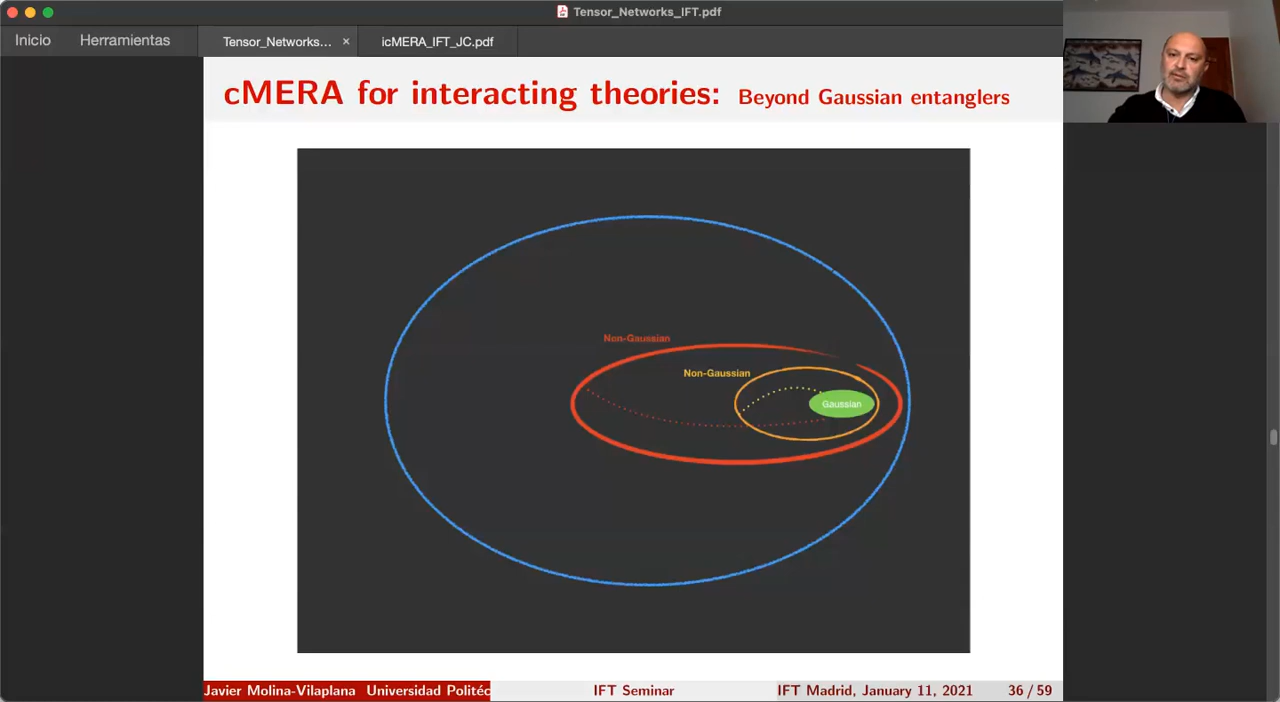 Tensor_Networks_IFT.pdf
Inicio Herramientas Tensor_Networks... × icMERA_IFT_JC.pdf
cMERA for interacting theories: Beyond Gaussian entanglers
Non-Gaussian
Non-Gaussian
Gaussian
Javier Molina-Vilaplana Universidad Politéc IFT Seminar IFT Madrid, January 11, 2021 36 / 59